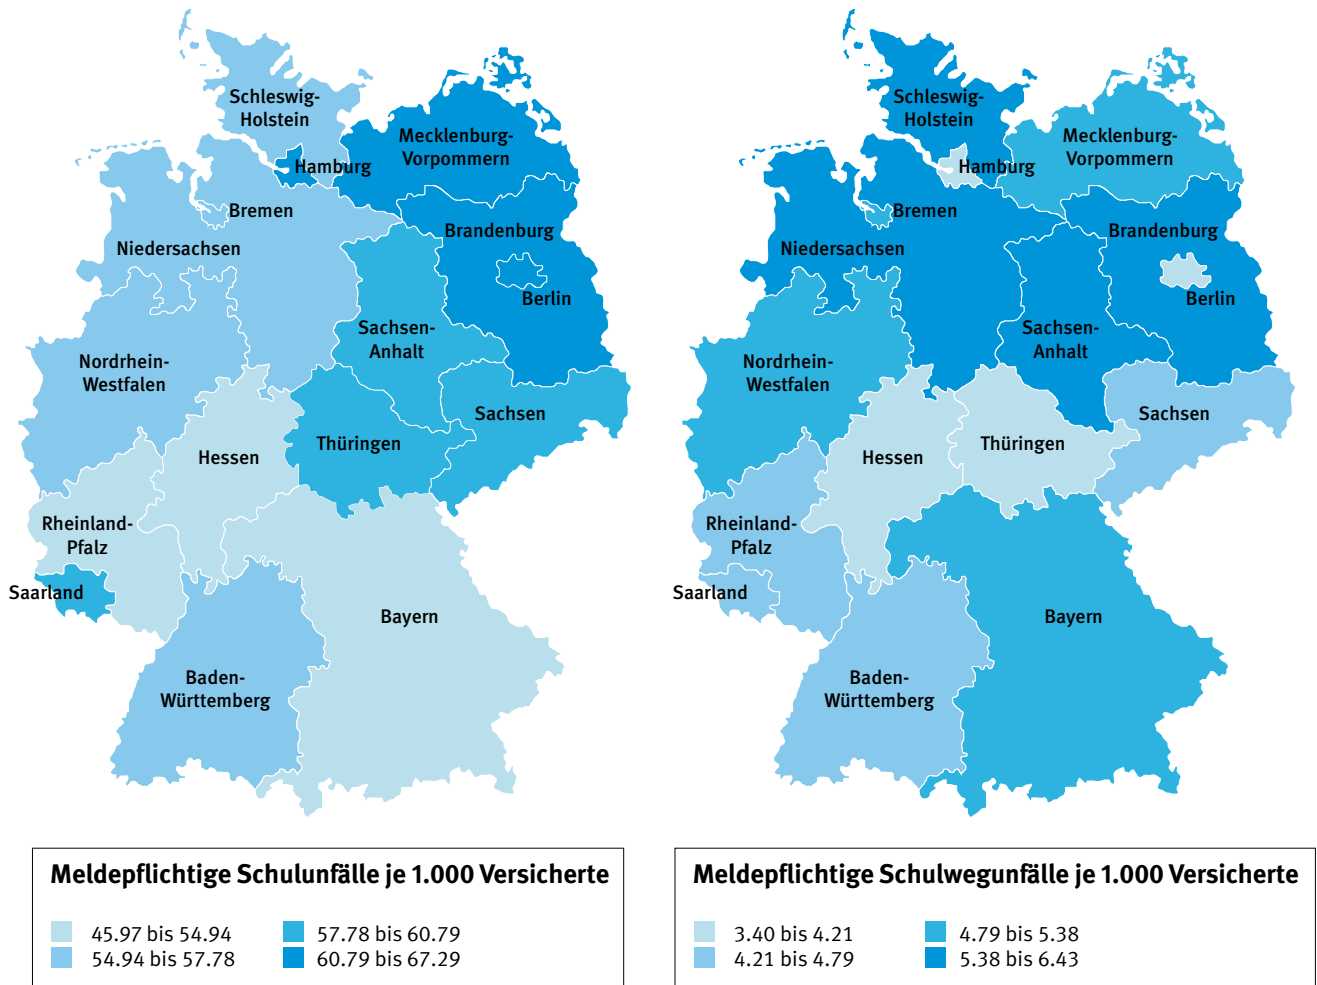 Schleswig-
Holstein
Mecklenburg-
Vorpommern
Hamburg
Bremen
Brandenburg
Niedersachsen
Berlin
Sachsen-
Anhalt
Nordrhein-
Westfalen
Sachsen
Thüringen
Hessen
Rheinland-
Pfalz
Saarland
Bayern
Baden-
Württemberg
Meldepflichtige Schulunfälle je 1.000 Versicherte
45.97 bis 54.94
54.94 bis 57.78
57.78 bis 60.79
60.79 bis 67.29
Schleswig-
Holstein
Mecklenburg-
Vorpommern
Hamburg
Bremen
Brandenburg
Niedersachsen
Berlin
Sachsen-
Anhalt
Nordrhein-
Westfalen
Sachsen
Thüringen
Hessen
Rheinland-
Pfalz
Saarland
Bayern
Baden-
Württemberg
Meldepflichtige Schulwegunfälle je 1.000 Versicherte
3.40 bis 4.21
4.21 bis 4.79
4.79 bis 5.38
5.38 bis 6.43